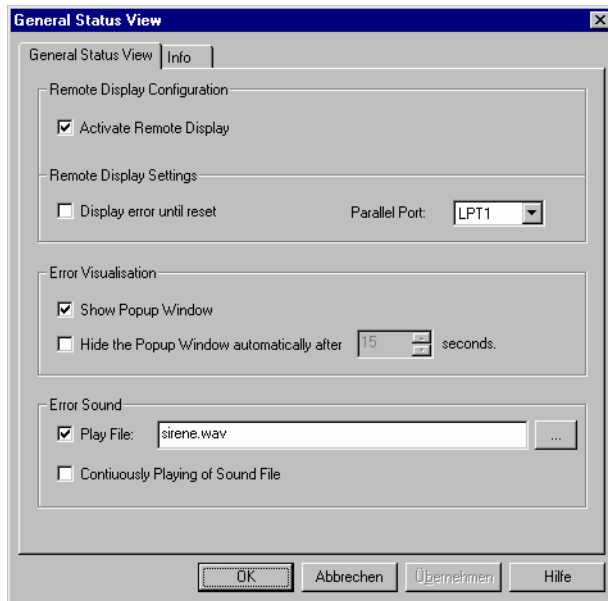 General Status View
General Status View Info
Remote Display Configuration
Activate Remote Display
Remote Display Settings
Display error until reset Parallel Port: LPT1
Error Visualisation
Show Popup Window
Hide the Popup Window automatically after 15 seconds.
Error Sound
Play File: sirene.wav ...
Contiuously Playing of Sound File
OK Abbrechen Übernehmen Hilfe